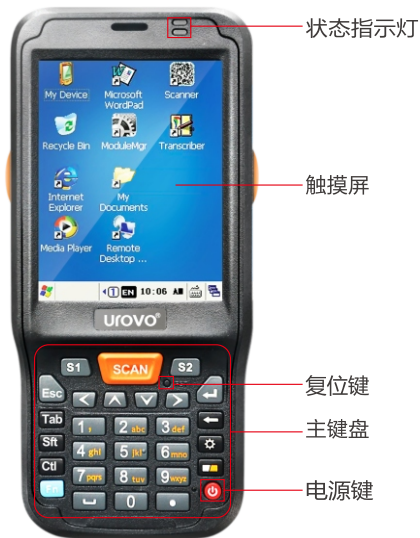 状态指示灯
My Device
Microsoft WordPad
Scanner
Recycle Bin
ModuleMgr
Transcriber
触摸屏
Internet Explorer
My Documents
Media Player
Remote Desktop ...
EN 10:06
UROVO
S1 SCAN S2
复位键
Esc
Tab 1 , 2 abc 3 def
主键盘
Sft 4 ghi 5 jkl 6 mno
Ctl 7 pqrs 8 tuv 9 wxyz
电源键
Fn 0 .